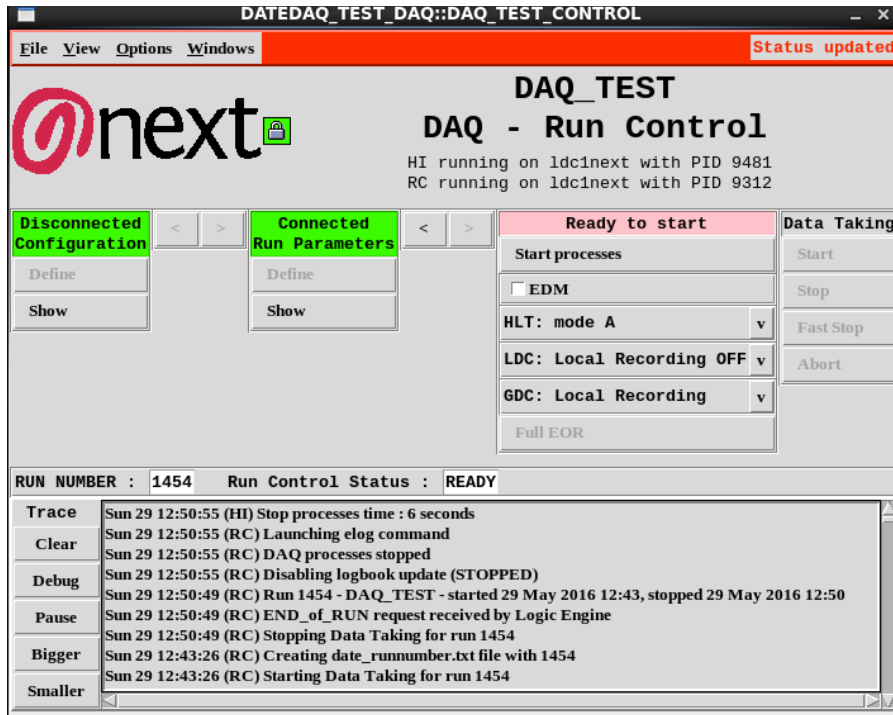 DATEDAQ_TEST_DAQ::DAQ_TEST_CONTROL
File View Options Windows
Status updated
next
DAQ_TEST
DAQ - Run Control
HI running on ldc1next with PID 9481
RC running on ldc1next with PID 9312
Disconnected
Configuration
< >
Define
Show
Connected
Run Parameters
< >
Define
Show
Ready to start
Start processes
EDM
HLT: mode A v
LDC: Local Recording OFF v
GDC: Local Recording v
Full EOR
Data Taking
Start
Stop
Fast Stop
Abort
RUN NUMBER : 1454 Run Control Status : READY
Trace
Clear
Debug
Pause
Bigger
Smaller
Sun 29 12:50:55 (HI) Stop processes time : 6 seconds
Sun 29 12:50:55 (RC) Launching elog command
Sun 29 12:50:55 (RC) DAQ processes stopped
Sun 29 12:50:55 (RC) Disabling logbook update (STOPPED)
Sun 29 12:50:49 (RC) Run 1454 - DAQ_TEST - started 29 May 2016 12:43, stopped 29 May 2016 12:50
Sun 29 12:50:49 (RC) END_of_RUN request received by Logic Engine
Sun 29 12:50:49 (RC) Stopping Data Taking for run 1454
Sun 29 12:43:26 (RC) Creating date_runnumber.txt file with 1454
Sun 29 12:43:26 (RC) Starting Data Taking for run 1454